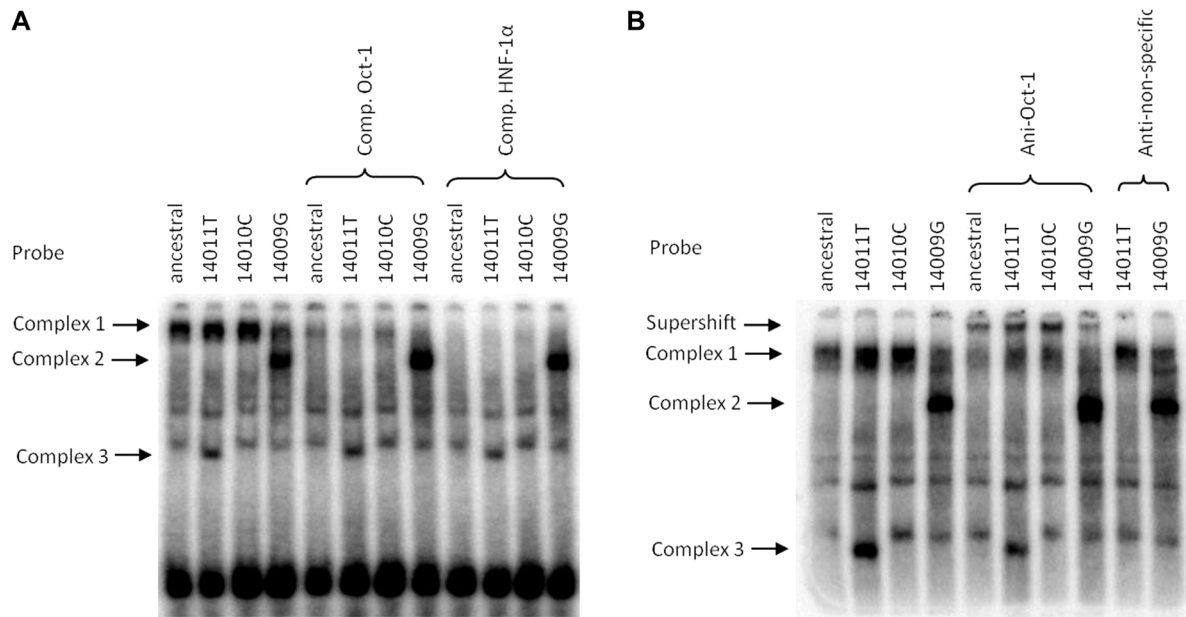 A
Comp. Oct-1
Comp. HNF-1α
Probe
ancestral
14011T
14010C
14009G
ancestral
14011T
14010C
14009G
ancestral
14011T
14010C
14009G
Complex 1
Complex 2
Complex 3
B
Ani-Oct-1
Anti-non-specific
Probe
ancestral
14011T
14010C
14009G
ancestral
14011T
14010C
14009G
14011T
14009G
Supershift
Complex 1
Complex 2
Complex 3